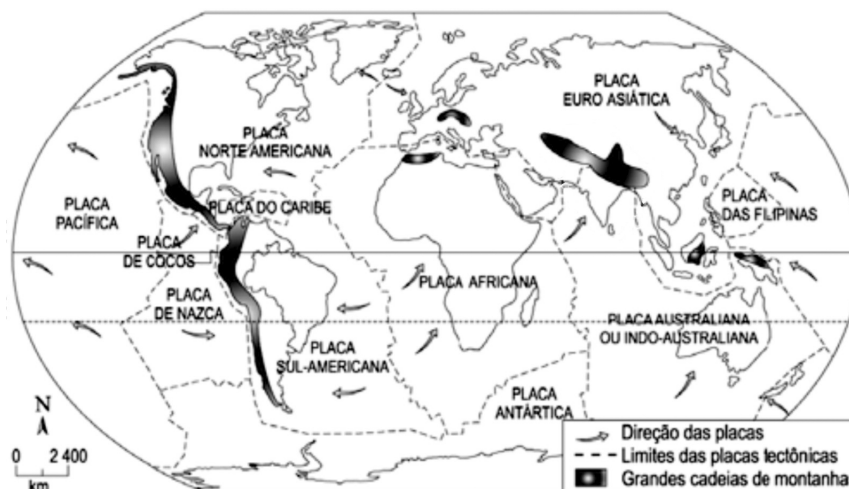 PLACA
EURO ASIÁTICA
PLACA
NORTE AMERICANA
PLACA
PACÍFICA
PLACA DO CARIBE
PLACA
DAS FILIPINAS
PLACA
DE COCOS
PLACA AFRICANA
PLACA
DE NAZCA
PLACA AUSTRALIANA
OU INDO-AUSTRALIANA
PLACA
SUL-AMERICANA
PLACA
ANTÁRTICA
N
0 2 400
km
Direção das placas
Limites das placas tectônicas
Grandes cadeias de montanha